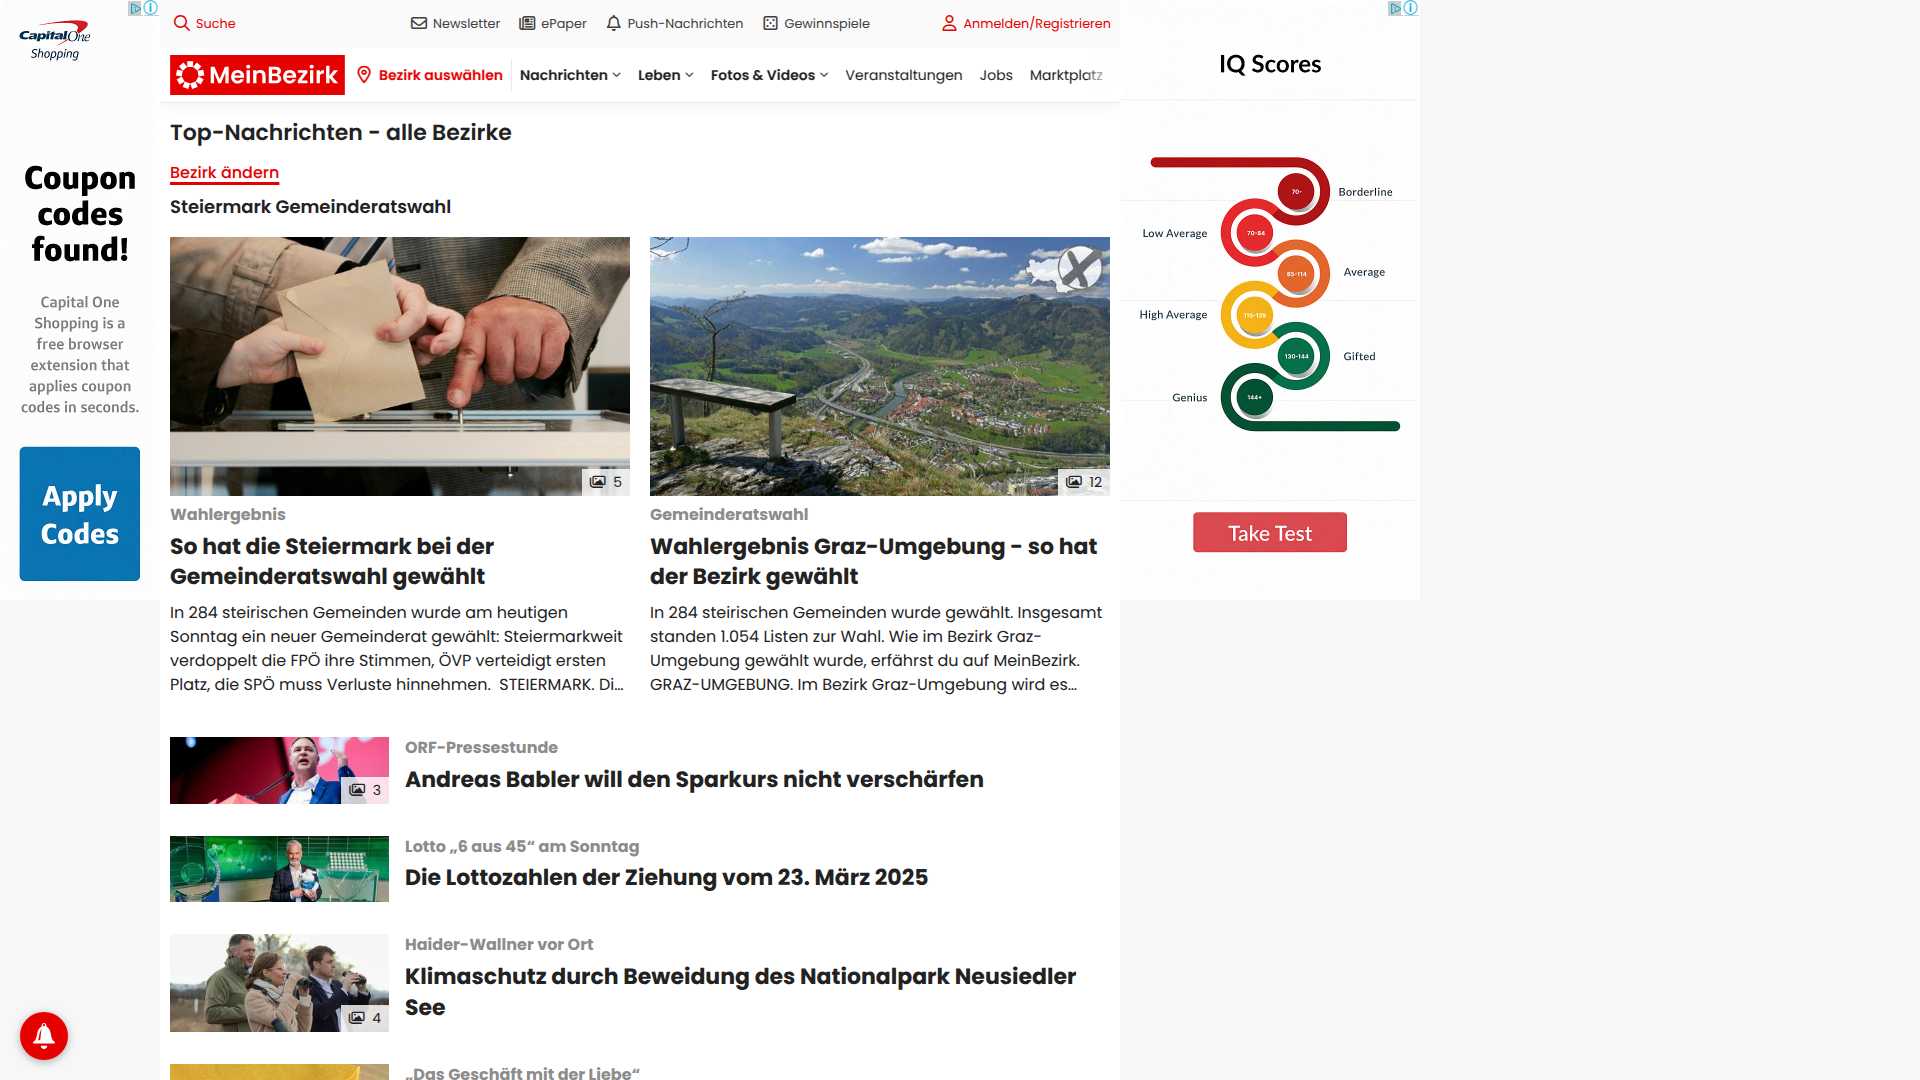 Capital One
Shopping
Coupon
codes
found!
Capital One
Shopping is a
free browser
extension that
applies coupon
codes in seconds.
Apply
Codes
Suche
Newsletter
ePaper
Push-Nachrichten
Gewinnspiele
Anmelden/Registrieren
MeinBezirk
Bezirk auswählen
Nachrichten
Leben
Fotos & Videos
Veranstaltungen
Jobs
Marktplatz
Top-Nachrichten - alle Bezirke
Bezirk ändern
Steiermark Gemeinderatswahl
5
Wahlergebnis
So hat die Steiermark bei der
Gemeinderatswahl gewählt
In 284 steirischen Gemeinden wurde am heutigen
Sonntag ein neuer Gemeinderat gewählt: Steiermarkweit
verdoppelt die FPÖ ihre Stimmen, ÖVP verteidigt ersten
Platz, die SPÖ muss Verluste hinnehmen.  STEIERMARK. Di...
12
Gemeinderatswahl
Wahlergebnis Graz-Umgebung - so hat
der Bezirk gewählt
In 284 steirischen Gemeinden wurde gewählt. Insgesamt
standen 1.054 Listen zur Wahl. Wie im Bezirk Graz-
Umgebung gewählt wurde, erfährst du auf MeinBezirk.
GRAZ-UMGEBUNG. Im Bezirk Graz-Umgebung wird es...
3
ORF-Pressestunde
Andreas Babler will den Sparkurs nicht verschärfen
Lotto „6 aus 45“ am Sonntag
Die Lottozahlen der Ziehung vom 23. März 2025
4
Haider-Wallner vor Ort
Klimaschutz durch Beweidung des Nationalpark Neusiedler
See
„Das Geschäft mit der Liebe“
IQ Scores
70-
Borderline
Low Average
70-84
85-114
Average
High Average
115-129
130-144
Gifted
Genius
144+
Take Test